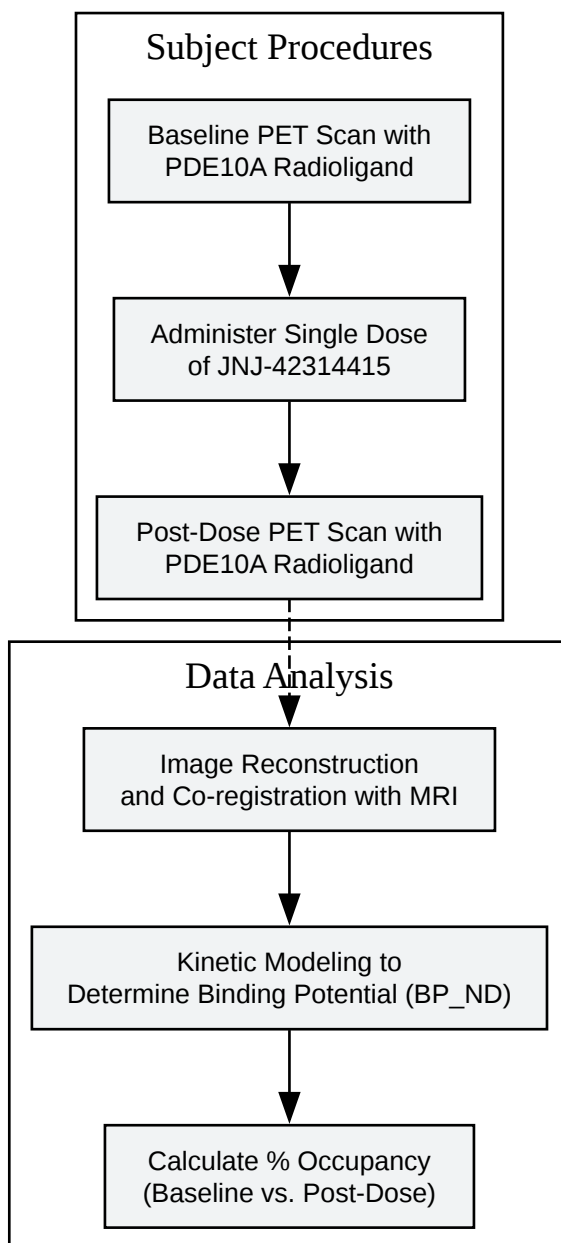 Subject Procedures
Baseline PET Scan with
PDE10A Radioligand
Administer Single Dose
of JNJ-42314415
Post-Dose PET Scan with
PDE10A Radioligand
Data Analysis
Image Reconstruction
and Co-registration with MRI
Kinetic Modeling to
Determine Binding Potential (BP_ND)
Calculate % Occupancy
(Baseline vs. Post-Dose)